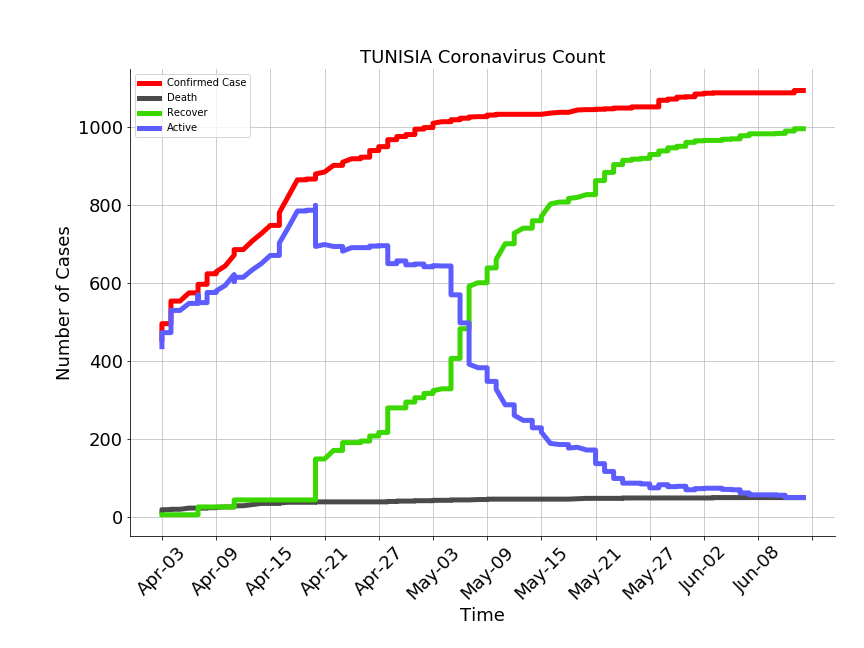 TUNISIA Coronavirus Count
Confirmed Case
Death
Recover
Active
Number of Cases
1000
800
600
400
200
0
Apr-03
Apr-09
Apr-15
Apr-21
Apr-27
May-03
May-09
May-15
May-21
May-27
Jun-02
Jun-08
Time